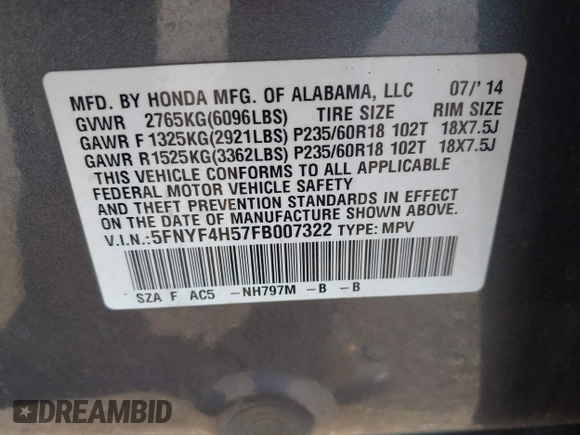 MFD. BY HONDA MFG. OF ALABAMA, LLC 07/'14
GVWR 2765KG(6096LBS) TIRE SIZE RIM SIZE
GAWR F 1325KG(2921LBS) P235/60R18 102T 18X7.5J
GAWR R1525KG(3362LBS) P235/60R18 102T 18X7.5J
THIS VEHICLE CONFORMS TO ALL APPLICABLE
FEDERAL MOTOR VEHICLE SAFETY
AND THEFT PREVENTION STANDARDS IN EFFECT
ON THE DATE OF MANUFACTURE SHOWN ABOVE.
V.I.N.:5FNYF4H57FB007322 TYPE: MPV
SZA F AC5 -NH797M -B -B
DREAMBID